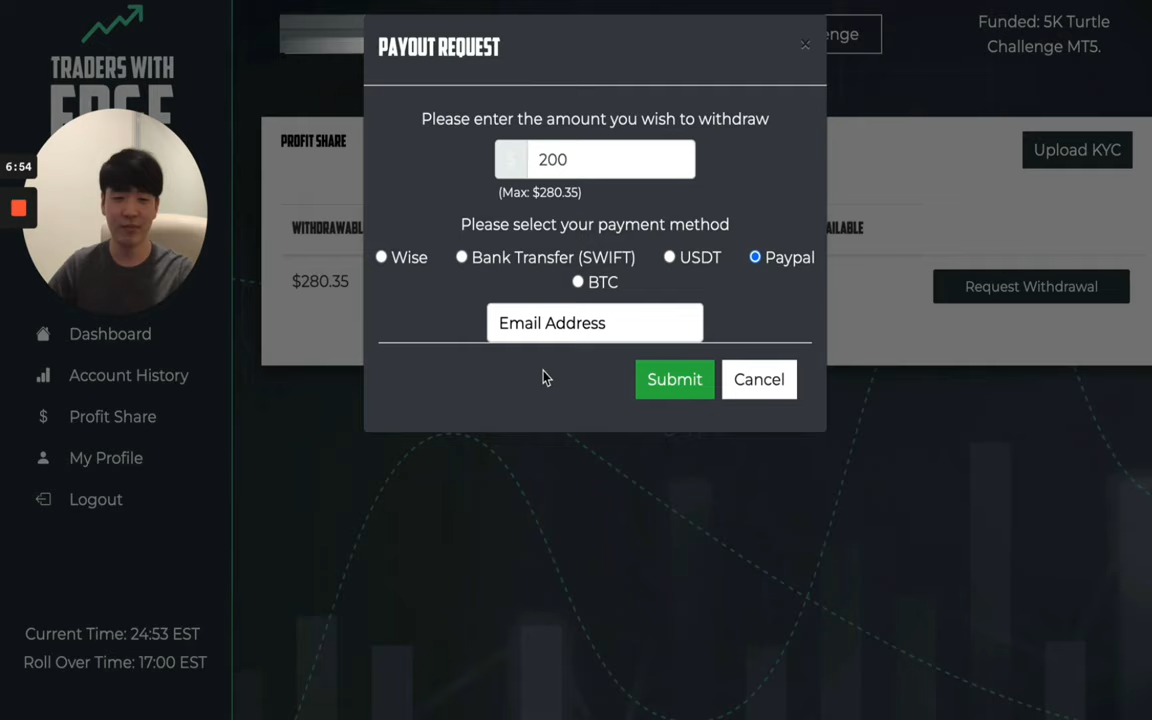 TRADERS WITH
EDGE
6:54
Dashboard
Account History
$ Profit Share
My Profile
Logout
Current Time: 24:53 EST
Roll Over Time: 17:00 EST
enge
Funded: 5K Turtle
Challenge MT5.
PROFIT SHARE
Upload KYC
WITHDRAWABL
AILABLE
$280.35
Request Withdrawal
PAYOUT REQUEST
×
Please enter the amount you wish to withdraw
$ 200
(Max: $280.35)
Please select your payment method
Wise Bank Transfer (SWIFT) USDT Paypal
BTC
Email Address
Submit Cancel